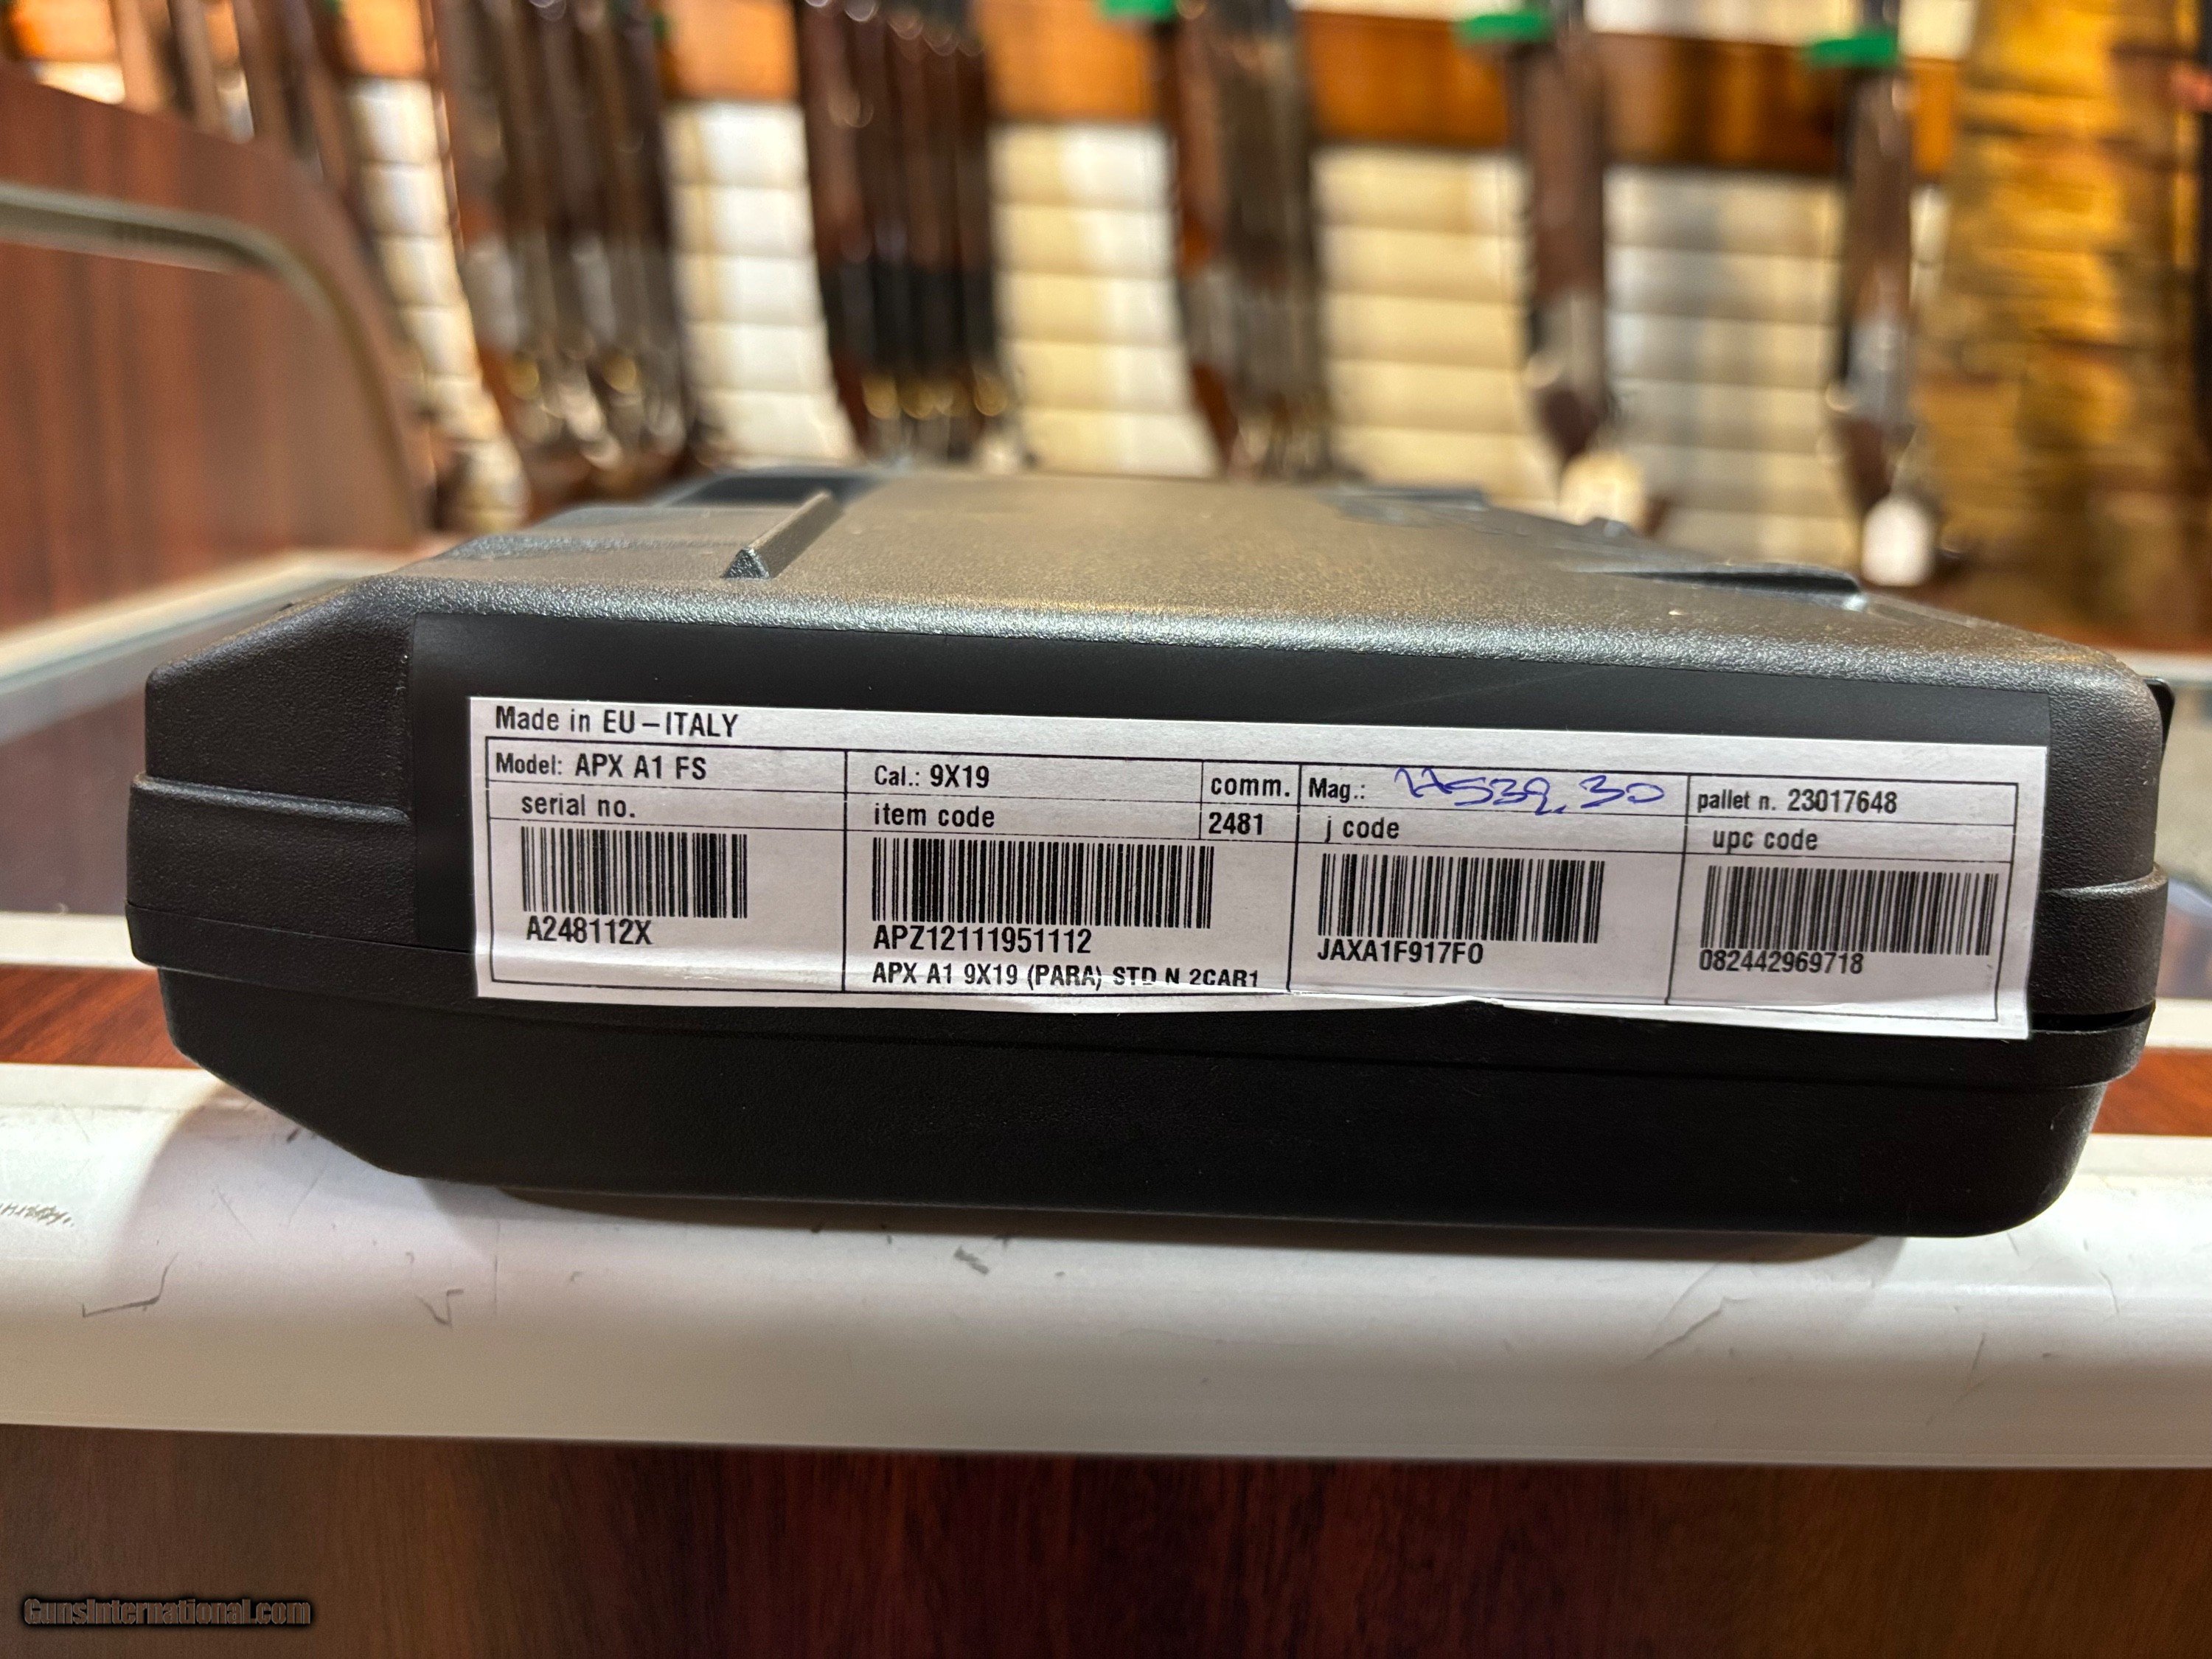 Made in EU – ITALY
Model: APX A1 FS
Cal.: 9X19
comm.
Mag.:
pallet n. 23017648
serial no.
item code
2481
j code
upc code
A248112X
APZ12111951112
JAXA1F917F0
082442969718
APX A1 9X19 (PARA) STD N 2CAR1
GunsInternational.com